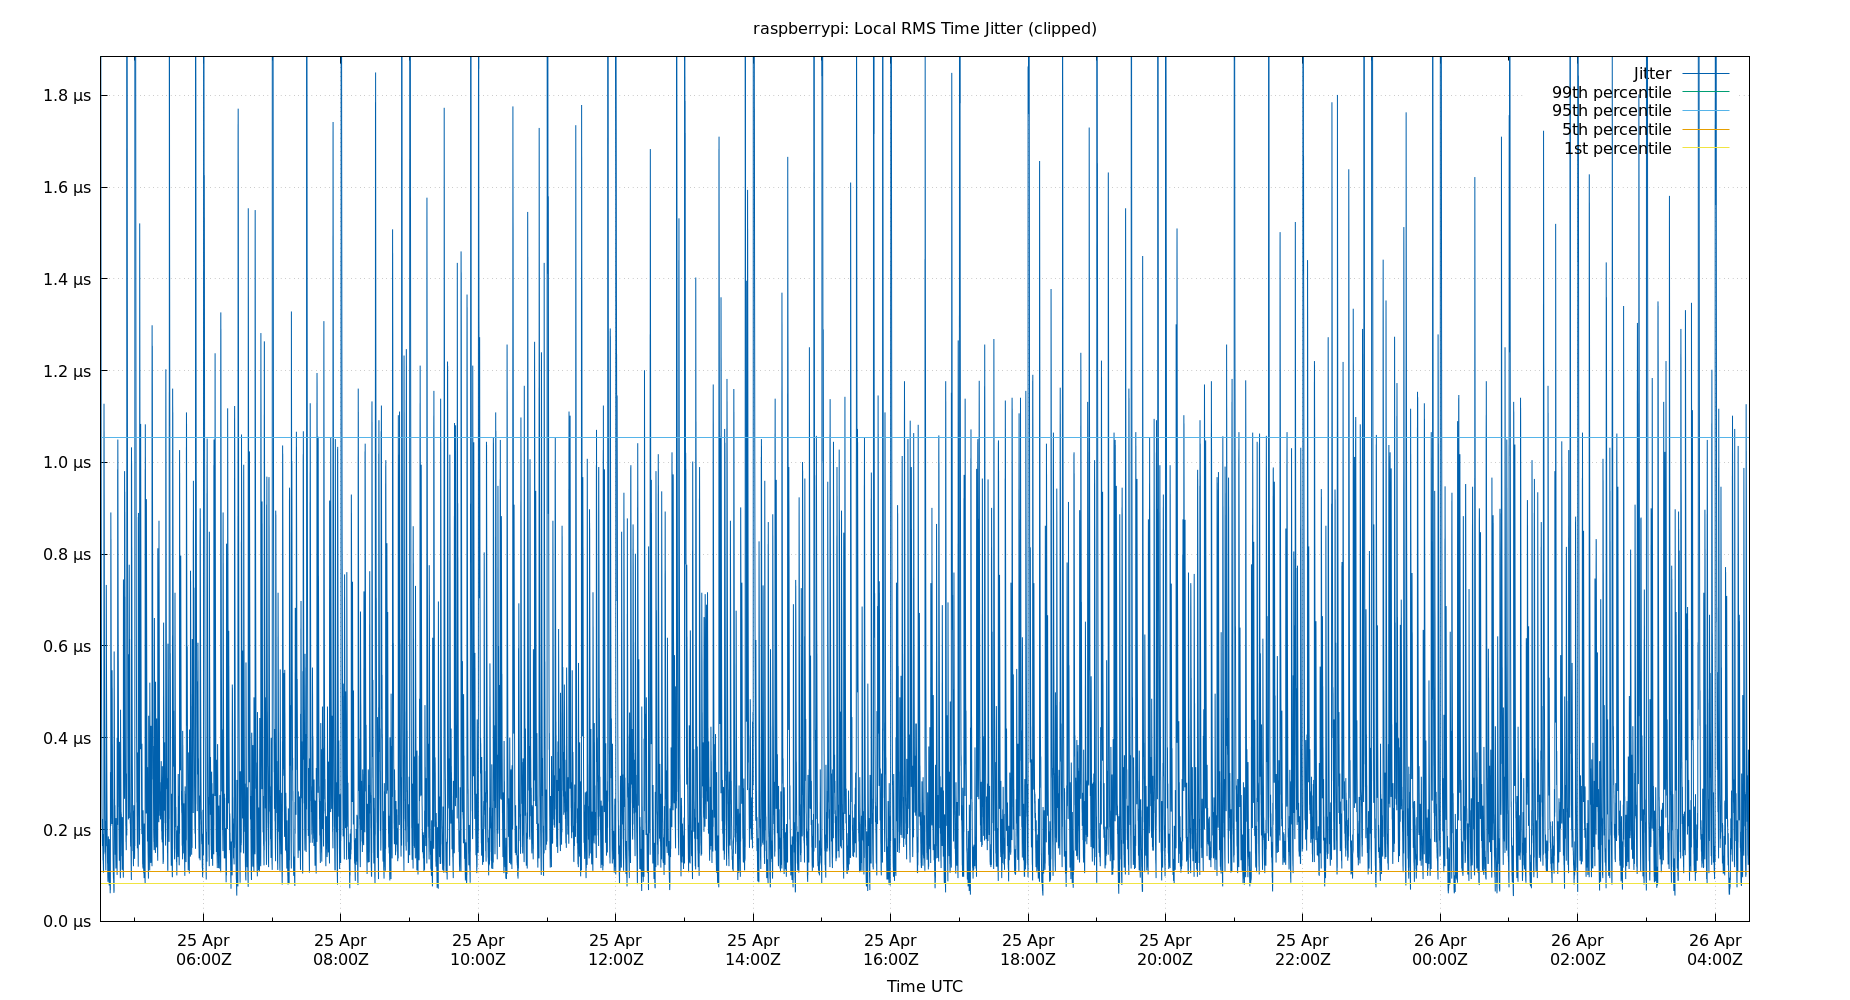 raspberrypi: Local RMS Time Jitter (clipped)
Jitter
99th percentile
95th percentile
5th percentile
1st percentile
1.8 µs
1.6 µs
1.4 µs
1.2 µs
1.0 µs
0.8 µs
0.6 µs
0.4 µs
0.2 µs
0.0 µs
25 Apr 25 Apr 25 Apr 25 Apr 25 Apr 25 Apr 25 Apr 25 Apr 25 Apr 26 Apr 26 Apr 26 Apr
06:00Z 08:00Z 10:00Z 12:00Z 14:00Z 16:00Z 18:00Z 20:00Z 22:00Z 00:00Z 02:00Z 04:00Z
Time UTC